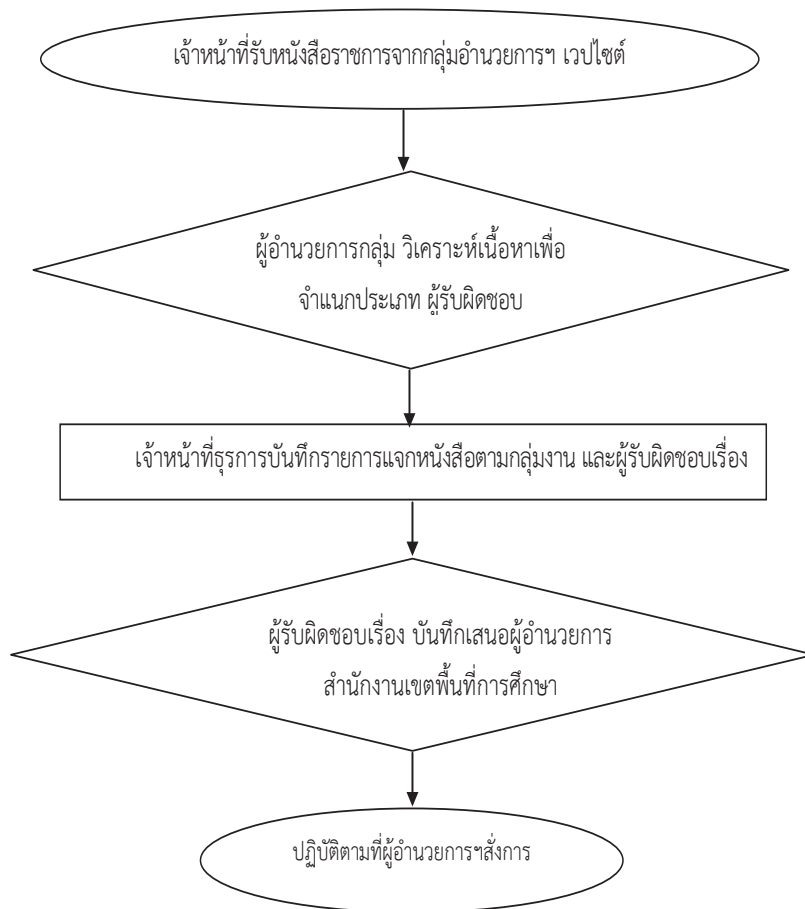 เจ้าหน้าที่รับหนังสือราชการจากกลุ่มอำนวยการฯ เวปไซต์
ผู้อำนวยการกลุ่ม วิเคราะห์เนื้อหาเพื่อ
จำแนกประเภท ผู้รับผิดชอบ
เจ้าหน้าที่ธุรการบันทึกรายการแจกหนังสือตามกลุ่มงาน และผู้รับผิดชอบเรื่อง
ผู้รับผิดชอบเรื่อง บันทึกเสนอผู้อำนวยการ
สำนักงานเขตพื้นที่การศึกษา
ปฏิบัติตามที่ผู้อำนวยการฯสั่งการ